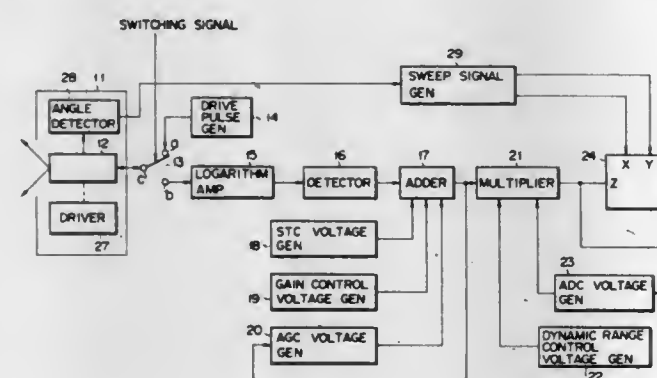 SWITCHING SIGNAL
28
11
29
ANGLE
DETECTOR
SWEEP SIGNAL
GEN
DRIVE
PULSE
GEN
14
12
a
13
c
b
15
16
17
21
24
X Y
Z
LOGARITHM
AMP
DETECTOR
ADDER
MULTIPLIER
DRIVER
27
STC VOLTAGE
GEN
18
23
GAIN CONTROL
VOLTAGE GEN
19
ADC VOLTAGE
GEN
20
AGC VOLTAGE
GEN
DYNAMIC RANGE
CONTROL
VOLTAGE GEN
22